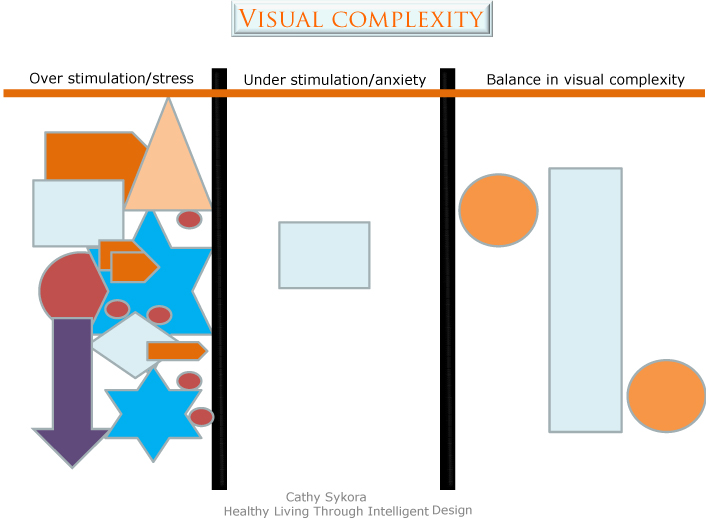 VISUAL COMPLEXITY
Over stimulation/stress
Under stimulation/anxiety
Balance in visual complexity
Cathy Sykora
Healthy Living Through Intelligent Design